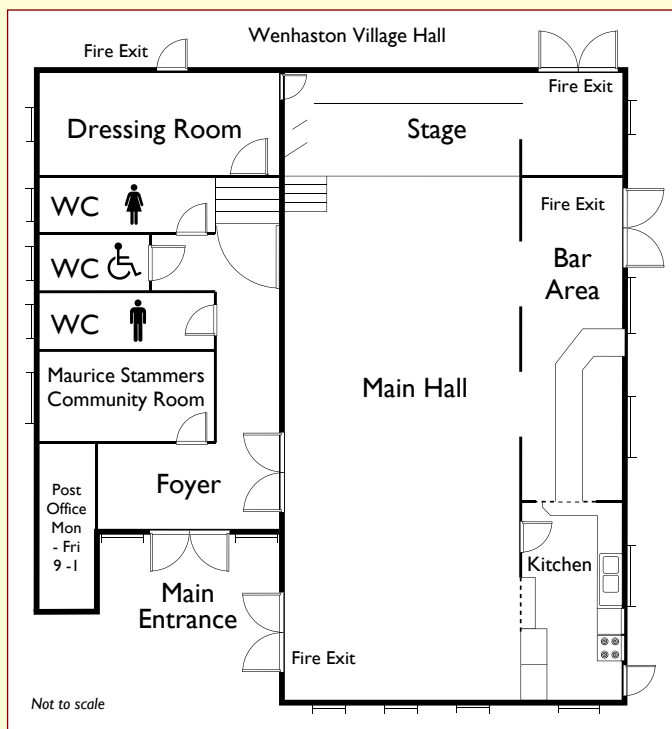 Wenhaston Village Hall
Fire Exit
Fire Exit
Dressing Room
Stage
WC
Fire Exit
WC
Bar
Area
WC
Maurice Stammers
Community Room
Main Hall
Foyer
Post
Office
Mon
- Fri
9 -1
Kitchen
Main
Entrance
Fire Exit
Not to scale